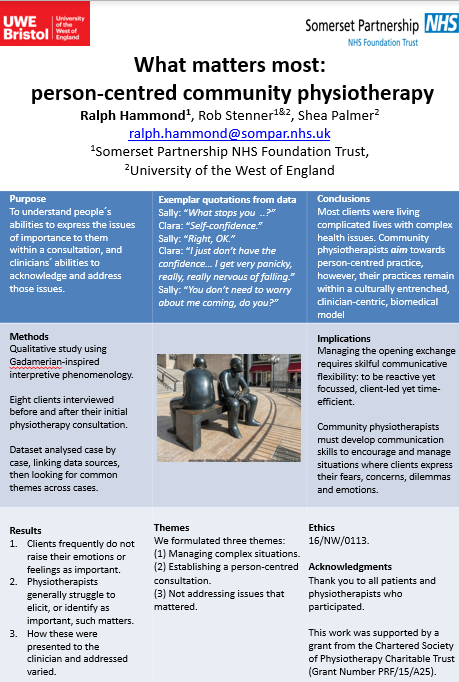 UWE
Bristol
University
of the
West of
England
Somerset Partnership NHS
NHS Foundation Trust
What matters most:
person-centred community physiotherapy
Ralph Hammond1, Rob Stenner1&2, Shea Palmer2
ralph.hammond@sompar.nhs.uk
1Somerset Partnership NHS Foundation Trust,
2University of the West of England
Purpose
To understand people´s
abilities to express the issues
of importance to them
within a consultation, and
clinicians´ abilities to
acknowledge and address
those issues.
Exemplar quotations from data
Sally: “What stops you ..?”
Clara: “Self-confidence.”
Sally: “Right, OK.”
Clara: “I just don’t have the
confidence... I get very panicky,
really, really nervous of falling.”
Sally: “You don’t need to worry
about me coming, do you?”
Conclusions
Most clients were living
complicated lives with complex
health issues. Community
physiotherapists aim towards
person-centred practice,
however, their practices remain
within a culturally entrenched,
clinician-centric, biomedical
model
Methods
Qualitative study using
Gadamerian-inspired
interpretive phenomenology.
Eight clients interviewed
before and after their initial
physiotherapy consultation.
Dataset analysed case by
case, linking data sources,
then looking for common
themes across cases.
Implications
Managing the opening exchange
requires skilful communicative
flexibility: to be reactive yet
focussed, client-led yet time-
efficient.
Community physiotherapists
must develop communication
skills to encourage and manage
situations where clients express
their fears, concerns, dilemmas
and emotions.
Results
1. Clients frequently do not
raise their emotions or
feelings as important.
2. Physiotherapists
generally struggle to
elicit, or identify as
important, such matters.
3. How these were
presented to the
clinician and addressed
varied.
Themes
We formulated three themes:
(1) Managing complex situations.
(2) Establishing a person-centred
consultation.
(3) Not addressing issues that
mattered.
Ethics
16/NW/0113.
Acknowledgments
Thank you to all patients and
physiotherapists who
participated.
This work was supported by a
grant from the Chartered Society
of Physiotherapy Charitable Trust
(Grant Number PRF/15/A25).